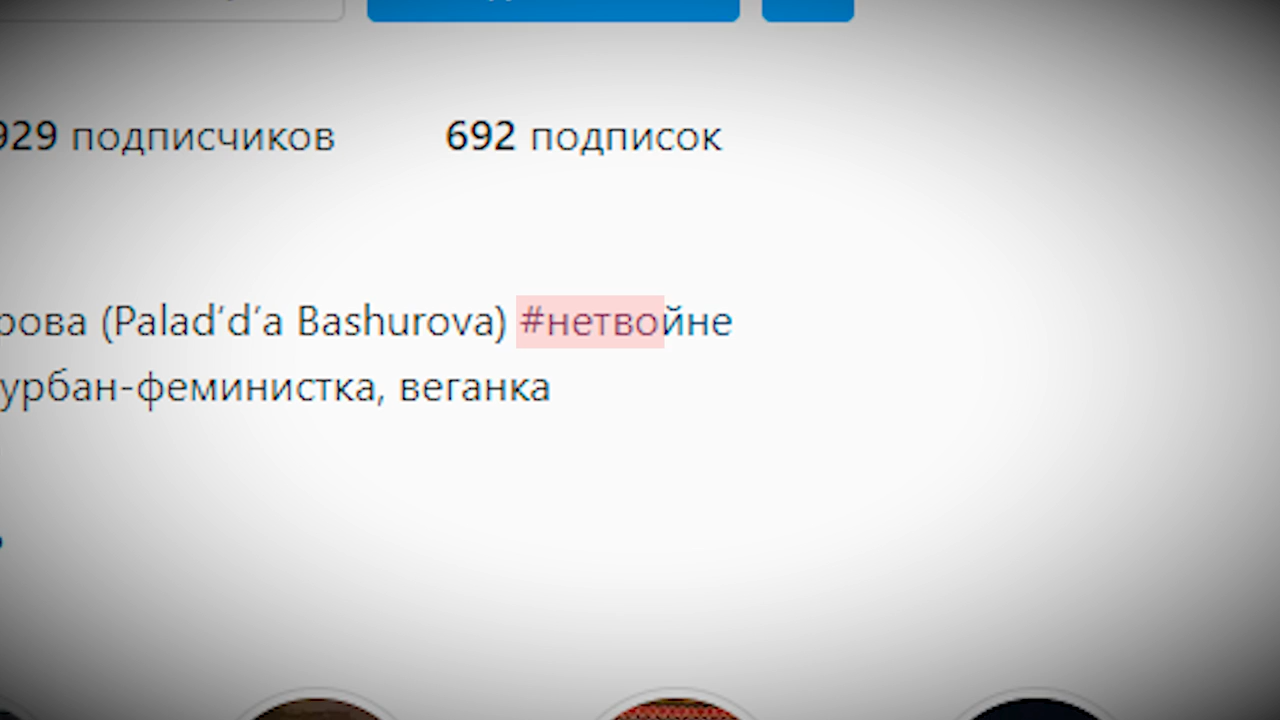 929 подписчиков 692 подписок
рова (Palad’d’a Bashurova) #нетвойне
урбан-феминистка, веганка